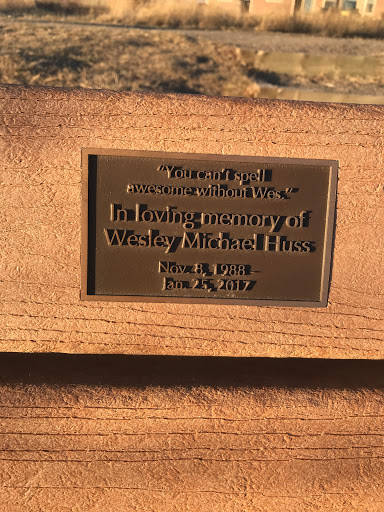 "You can't spell
awesome without Wes."
In loving memory of
Wesley Michael Huss
Nov. 8, 1988 –
Jan. 25, 2017